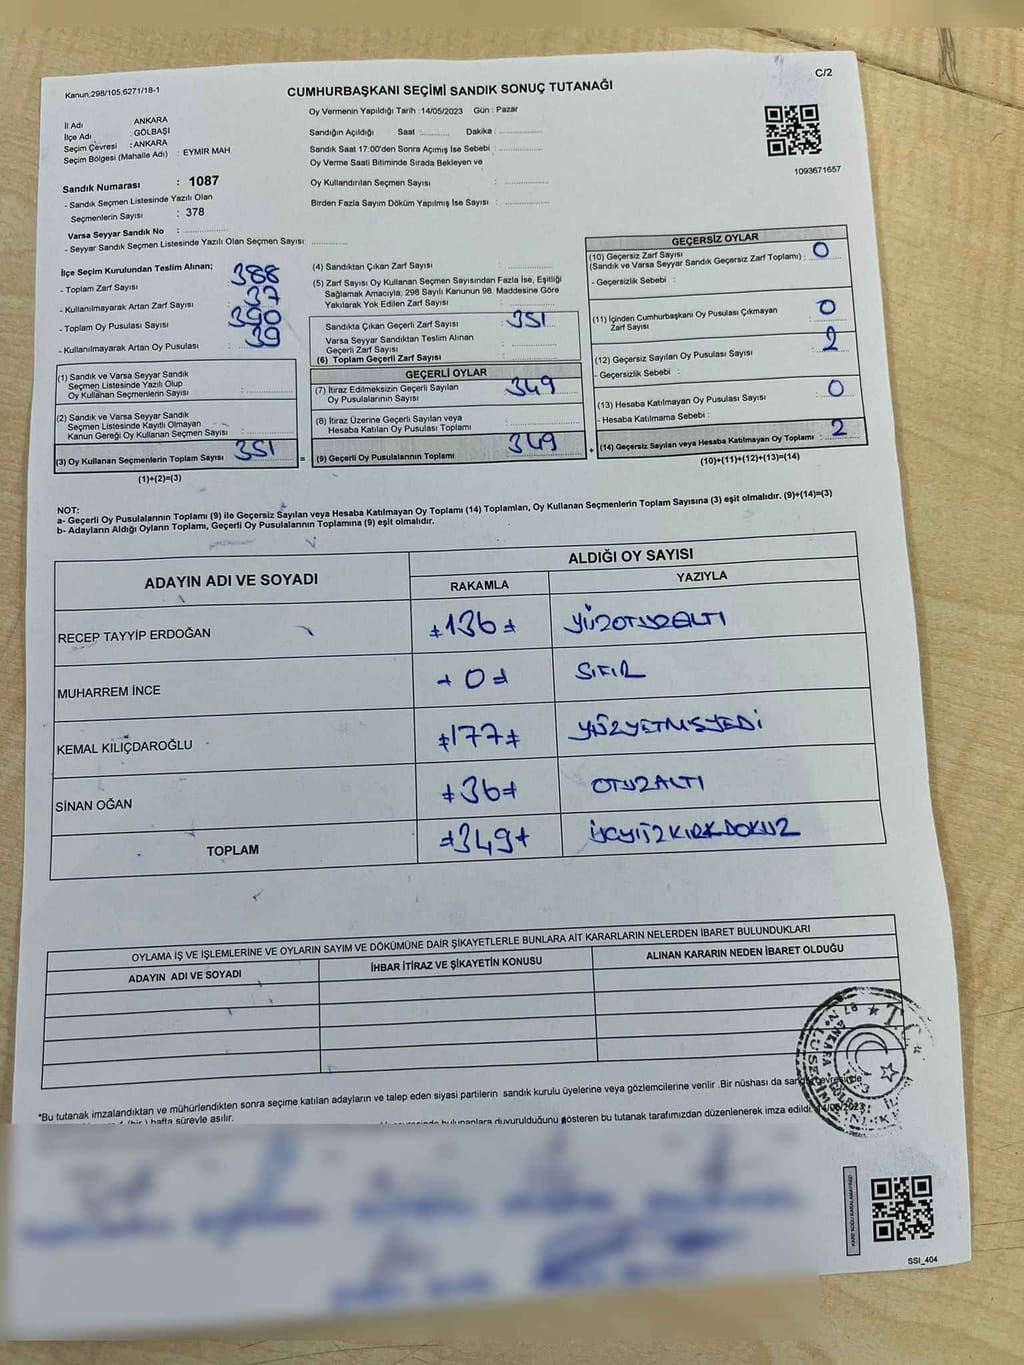 C/2
Kanun:298/105,6271/18-1
CUMHURBAŞKANI SEÇİMİ SANDIK SONUÇ TUTANAĞI
İl Adı : ANKARA
İlçe Adı : GÖLBAŞI
Seçim Çevresi : ANKARA
Seçim Bölgesi (Mahalle Adı) : EYMİR MAH.
Sandık Numarası : 1087
- Sandık Seçmen Listesinde Yazılı Olan
Seçmenlerin Sayısı : 378
Varsa Seyyar Sandık No :
- Seyyar Sandık Seçmen Listesinde Yazılı Olan Seçmen Sayısı:
Oy Vermenin Yapıldığı Tarih : 14/05/2023 Gün : Pazar
Sandığın Açıldığı Saat : Dakika :
Sandık Saat 17:00'den Sonra Açımış İse Sebebi :
Oy Verme Saati Bitiminde Sırada Bekleyen ve
Oy Kullandırılan Seçmen Sayısı :
Birden Fazla Sayım Döküm Yapılmış İse Sayısı :
1093671657
İlçe Seçim Kurulundan Teslim Alınan;
- Toplam Zarf Sayısı : 388
- Kullanılmayarak Artan Zarf Sayısı : 37
- Toplam Oy Pusulası Sayısı : 390
- Kullanılmayarak Artan Oy Pusulası : 39
(1) Sandık ve Varsa Seyyar Sandık
Seçmen Listesinde Yazılı Olup
Oy Kullanan Seçmenlerin Sayısı :
(2) Sandık ve Varsa Seyyar Sandık
Seçmen Listesinde Kayıtlı Olmayan
Kanun Gereği Oy Kullanan Seçmen Sayısı :
(3) Oy Kullanan Seçmenlerin Toplam Sayısı : 351
(1)+(2)=(3)
=
(4) Sandıktan Çıkan Zarf Sayısı :
(5) Zarf Sayısı Oy Kullanan Seçmen Sayısından Fazla İse, Eşitliği
Sağlamak Amacıyla, 298 Sayılı Kanunun 98. Maddesine Göre
Yakılarak Yok Edilen Zarf Sayısı :
Sandıkta Çıkan Geçerli Zarf Sayısı : 351
Varsa Seyyar Sandıktan Teslim Alınan
Geçerli Zarf Sayısı :
(6) Toplam Geçerli Zarf Sayısı :
GEÇERLİ OYLAR
(7) İtiraz Edilmeksizin Geçerli Sayılan
Oy Pusulalarının Sayısı : 349
(8) İtiraz Üzerine Geçerli Sayılan veya
Hesaba Katılan Oy Pusulası Toplamı :
(9) Geçerli Oy Pusulalarının Toplamı : 349
+
GEÇERSİZ OYLAR
(10) Geçersiz Zarf Sayısı
(Sandık ve Varsa Seyyar Sandık Geçersiz Zarf Toplamı) : 0
- Geçersizlik Sebebi :
(11) İçinden Cumhurbaşkanı Oy Pusulası Çıkmayan
Zarf Sayısı : 0
(12) Geçersiz Sayılan Oy Pusulası Sayısı : 2
- Geçersizlik Sebebi :
(13) Hesaba Katılmayan Oy Pusulası Sayısı : 0
- Hesaba Katılmama Sebebi :
(14) Geçersiz Sayılan veya Hesaba Katılmayan Oy Toplamı : 2
(10)+(11)+(12)+(13)=(14)
NOT:
a- Geçerli Oy Pusulalarının Toplamı (9) ile Geçersiz Sayılan veya Hesaba Katılmayan Oy Toplamı (14) Toplamları, Oy Kullanan Seçmenlerin Toplam Sayısına (3) eşit olmalıdır. (9)+(14)=(3)
b- Adayların Aldığı Oyların Toplamı, Geçerli Oy Pusulalarının Toplamına (9) eşit olmalıdır.
ADAYIN ADI VE SOYADI
ALDIĞI OY SAYISI
RAKAMLA YAZIYLA
RECEP TAYYİP ERDOĞAN 136 YÜZOTUZALTI
MUHARREM İNCE 0 SIFIR
KEMAL KILIÇDAROĞLU 177 YÜZYETMİŞYEDİ
SİNAN OĞAN 36 OTUZALTI
TOPLAM 349 ÜÇYÜZKIRKDOKUZ
OYLAMA İŞ VE İŞLEMLERİNE VE OYLARIN SAYIM VE DÖKÜMÜNE DAİR ŞİKAYETLERLE BUNLARA AİT KARARLARIN NELERDEN İBARET BULUNDUKLARI
ADAYIN ADI VE SOYADI İHBAR İTİRAZ VE ŞİKAYETİN KONUSU ALINAN KARARIN NEDEN İBARET OLDUĞU
*Bu tutanak imzalandıktan ve mühürlendikten sonra seçime katılan adayların ve talep eden siyasi partilerin sandık kurulu üyelerine veya gözlemcilerine verilir .Bir nüshası da sandık çevresinde
(bir ) hafta süreyle asılır.
bulunanlara duyurulduğunu gösteren bu tutanak tarafımızdan düzenlenerek imza edildi. 14/05/2023
T.C.
ANKARA
SSI_404